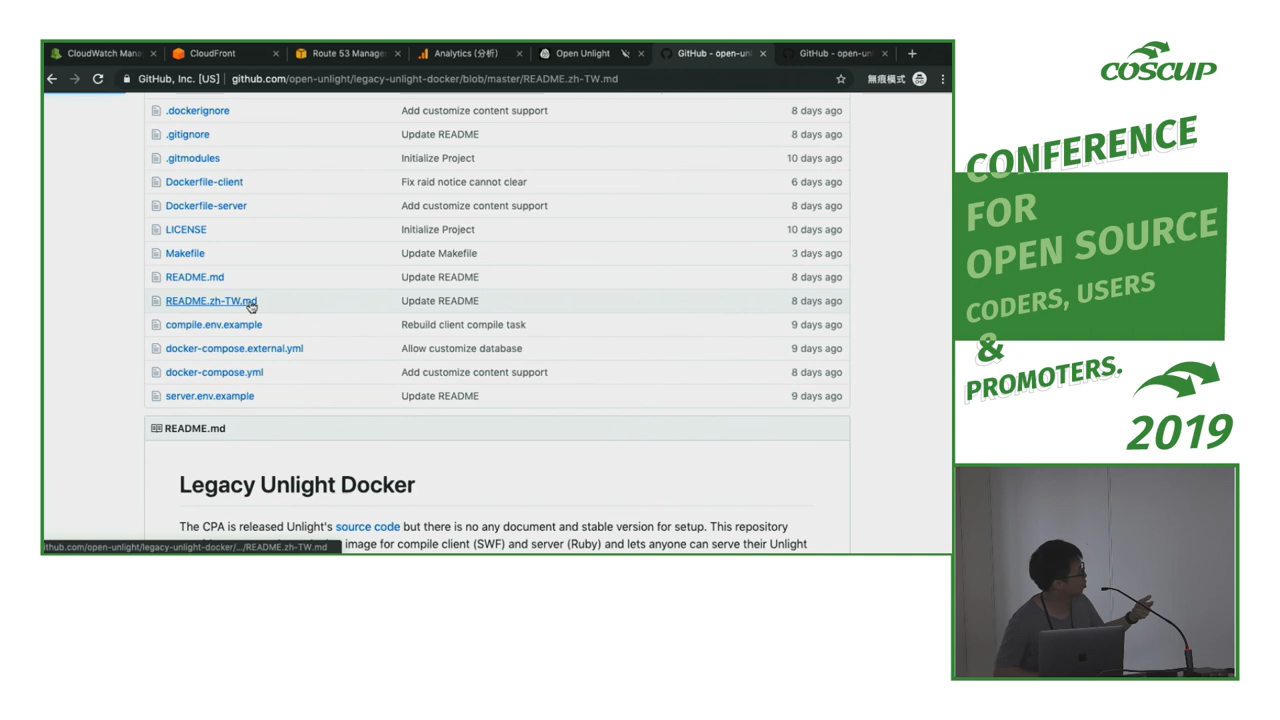 CloudWatch Mana
CloudFront
Route 53 Manage
Analytics (分析)
Open Unlight
GitHub - open-unl
GitHub - open-un
GitHub, Inc. [US]
github.com/open-unlight/legacy-unlight-docker/blob/master/README.zh-TW.md
無痕模式
.dockerignore Add customize content support 8 days ago
.gitignore Update README 8 days ago
.gitmodules Initialize Project 10 days ago
Dockerfile-client Fix raid notice cannot clear 6 days ago
Dockerfile-server Add customize content support 8 days ago
LICENSE Initialize Project 10 days ago
Makefile Update Makefile 3 days ago
README.md Update README 8 days ago
README.zh-TW.md Update README 8 days ago
compile.env.example Rebuild client compile task 9 days ago
docker-compose.external.yml Allow customize database 9 days ago
docker-compose.yml Add customize content support 8 days ago
server.env.example Update README 9 days ago
README.md
Legacy Unlight Docker
The CPA is released Unlight's source code but there is no any document and stable version for setup. This repository
image for compile client (SWF) and server (Ruby) and lets anyone can serve their Unlight
ithub.com/open-unlight/legacy-unlight-docker/.../README.zh-TW.md
COSCUP
CONFERENCE
FOR
OPEN SOURCE
CODERS, USERS
&
PROMOTERS.
2019